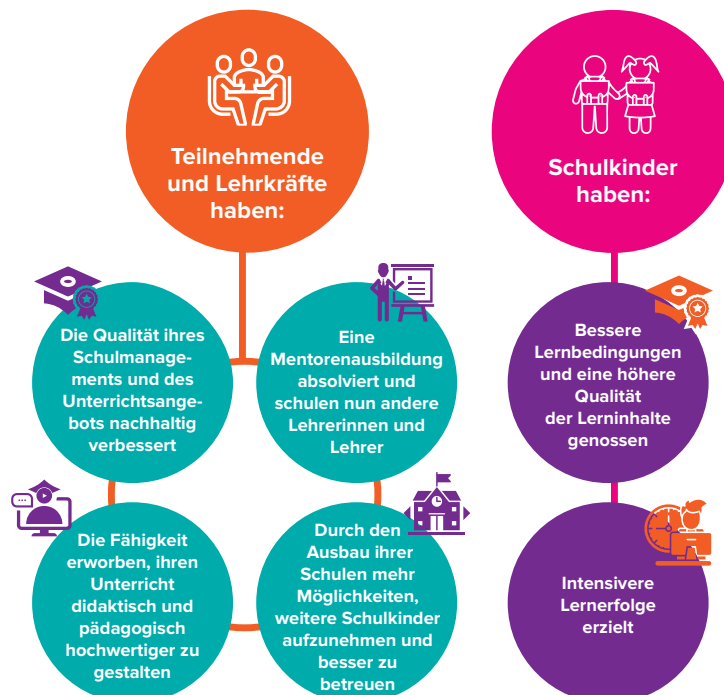 Teilnehmende
und Lehrkräfte
haben:
Schulkinder
haben:
Die Qualität ihres
Schulmanage-
ments und des
Unterrichtsange-
bots nachhaltig
verbessert
Eine
Mentorenausbildung
absolviert und
schulen nun andere
Lehrerinnen und
Lehrer
Bessere
Lernbedingungen
und eine höhere
Qualität
der Lerninhalte
genossen
Die Fähigkeit
erworben, ihren
Unterricht
didaktisch und
pädagogisch
hochwertiger zu
gestalten
Durch den
Ausbau ihrer
Schulen mehr
Möglichkeiten,
weitere Schulkinder
aufzunehmen und
besser zu
betreuen
Intensivere
Lernerfolge
erzielt